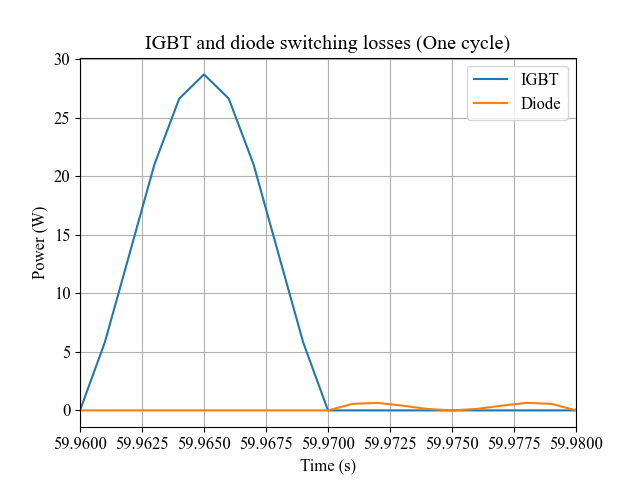 IGBT and diode switching losses (One cycle)
IGBT
Diode
Power (W)
30
25
20
15
10
5
0
59.9600 59.9625 59.9650 59.9675 59.9700 59.9725 59.9750 59.9775 59.9800
Time (s)